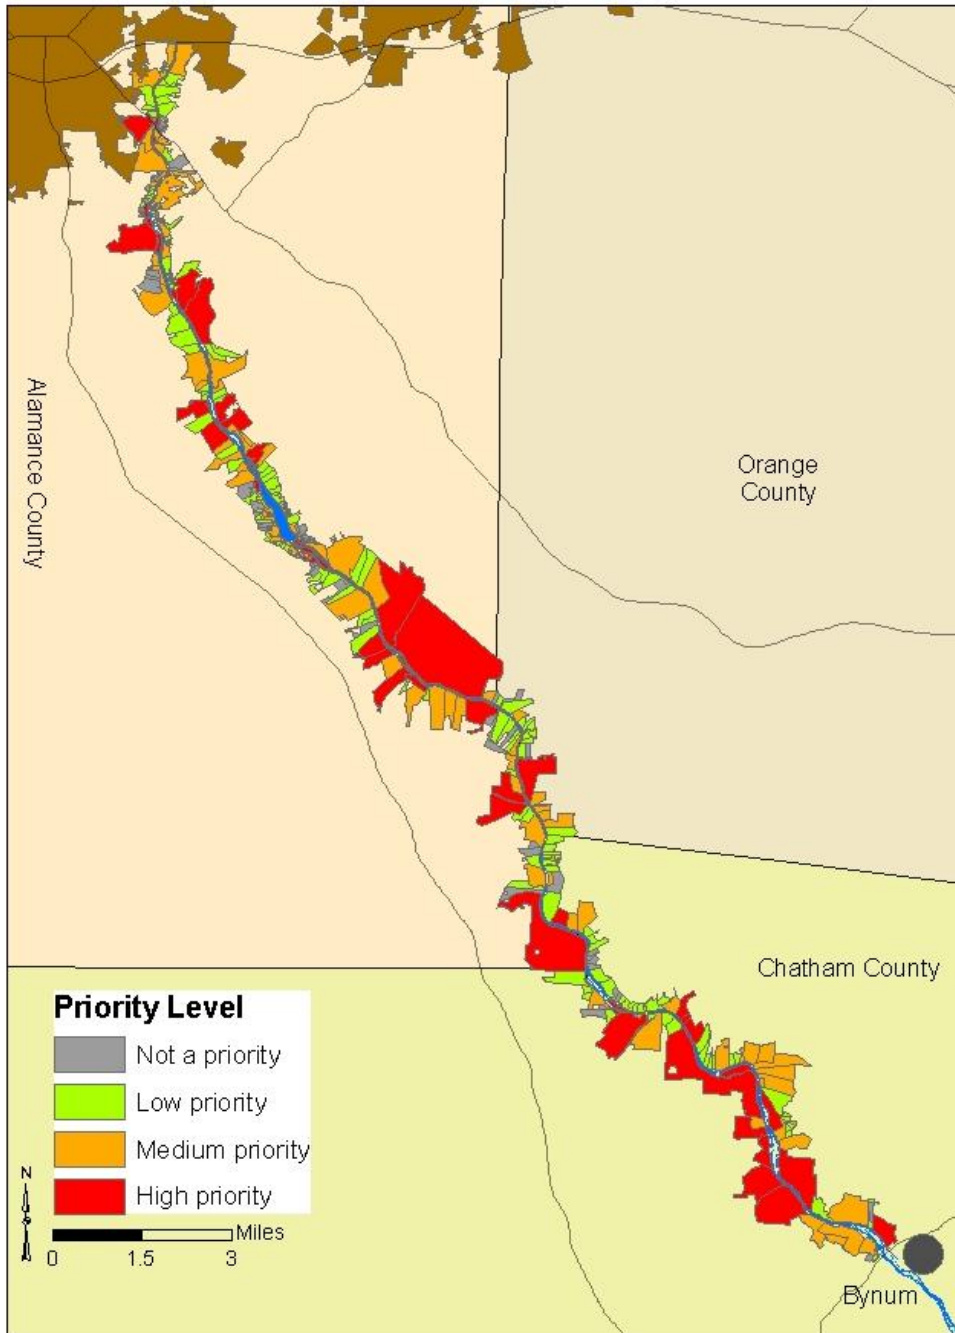 Alamance County
Orange
County
Chatham County
Priority Level
Not a priority
Low priority
Medium priority
High priority
N
Miles
0 1.5 3
Bynum